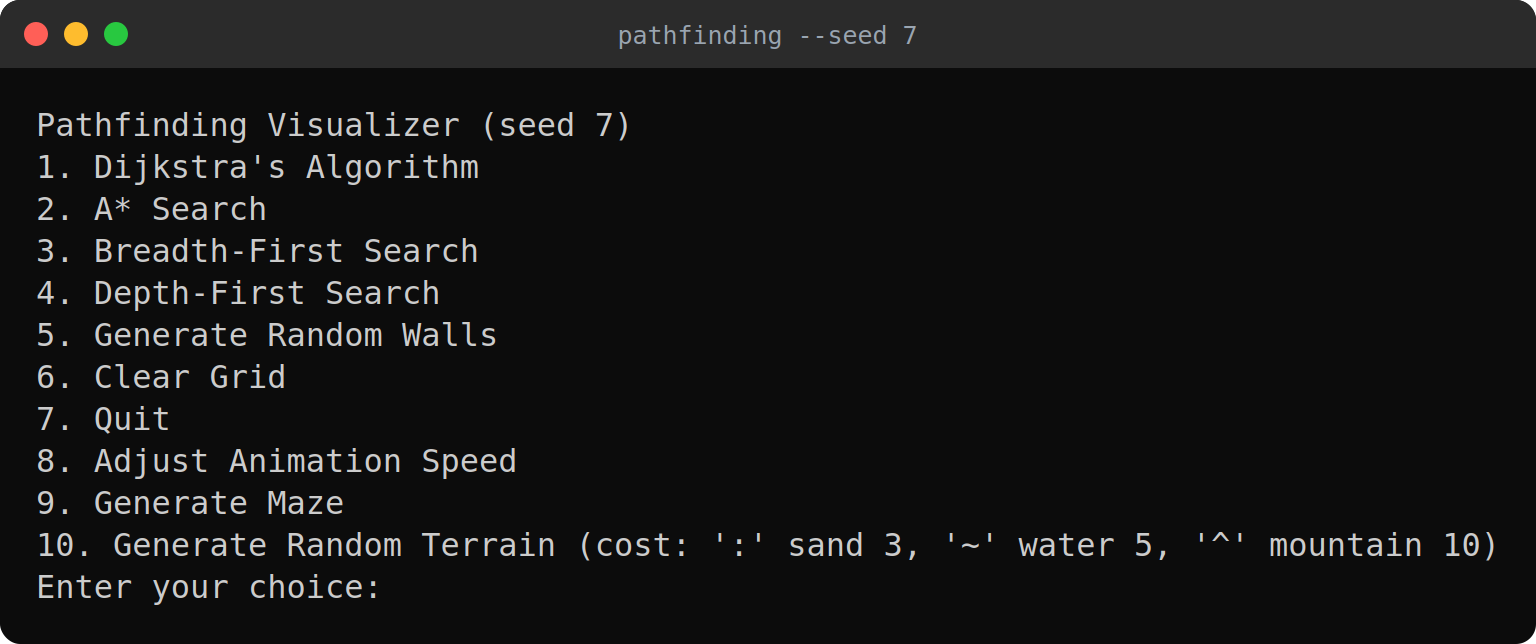 pathfinding --seed 7
Pathfinding Visualizer (seed 7)
1. Dijkstra's Algorithm
2. A* Search
3. Breadth-First Search
4. Depth-First Search
5. Generate Random Walls
6. Clear Grid
7. Quit
8. Adjust Animation Speed
9. Generate Maze
10. Generate Random Terrain (cost: ':' sand 3, '~' water 5, '^' mountain 10)
Enter your choice: